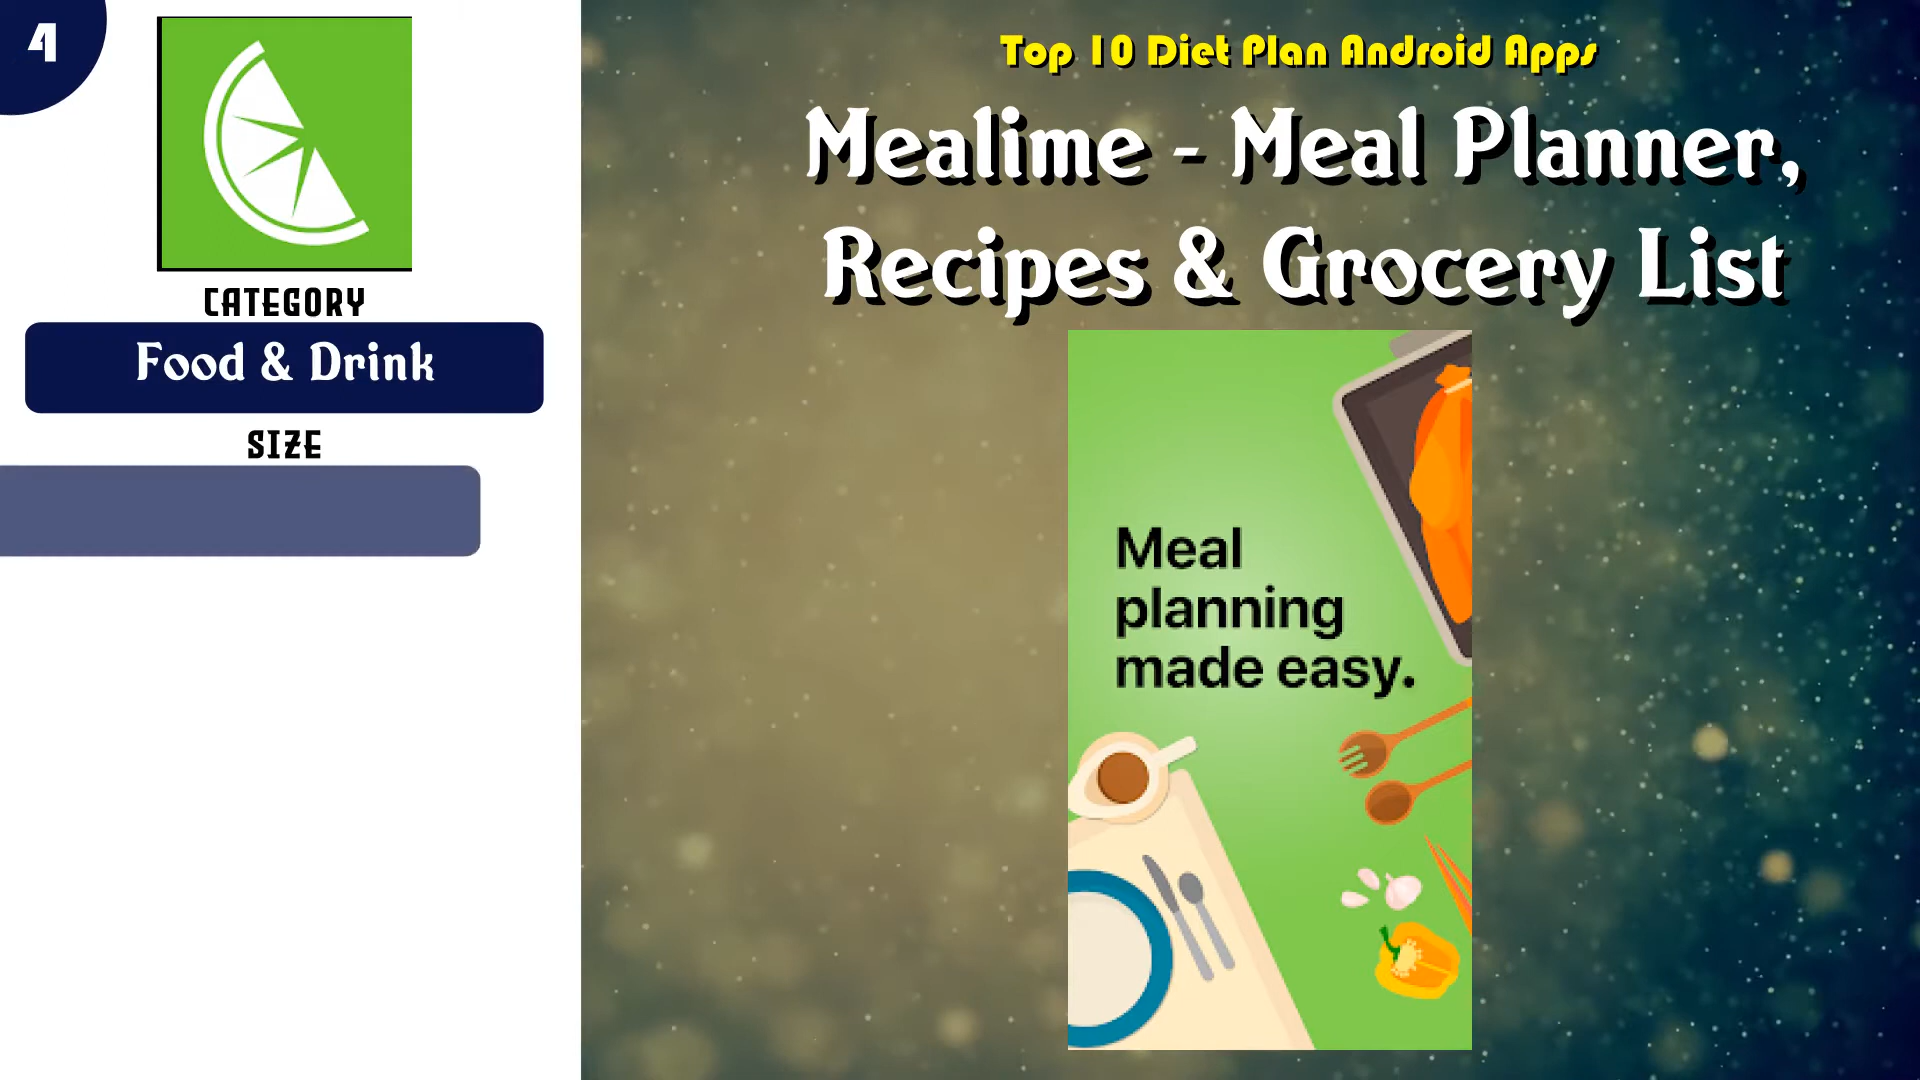 4
CATEGORY
Food & Drink
SIZE
Top 10 Diet Plan Android Apps
Mealime - Meal Planner,
Recipes & Grocery List
Meal
planning
made easy.